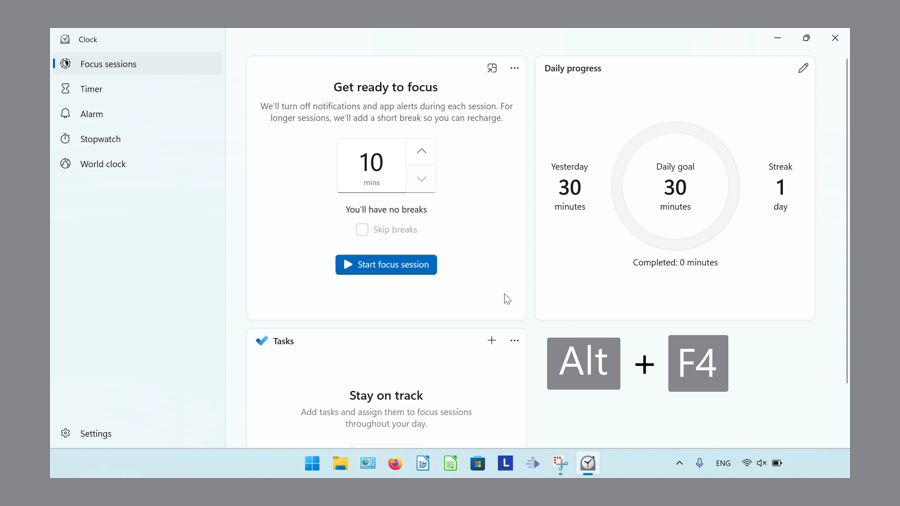 Clock
Focus sessions
Timer
Alarm
Stopwatch
World clock
Settings
Get ready to focus
We'll turn off notifications and app alerts during each session. For
longer sessions, we'll add a short break so you can recharge.
10
mins
You'll have no breaks
Skip breaks
Start focus session
Daily progress
Yesterday
30
minutes
Daily goal
30
minutes
Streak
1
day
Completed: 0 minutes
Tasks
Stay on track
Add tasks and assign them to focus sessions
throughout your day.
Alt + F4
L
ENG